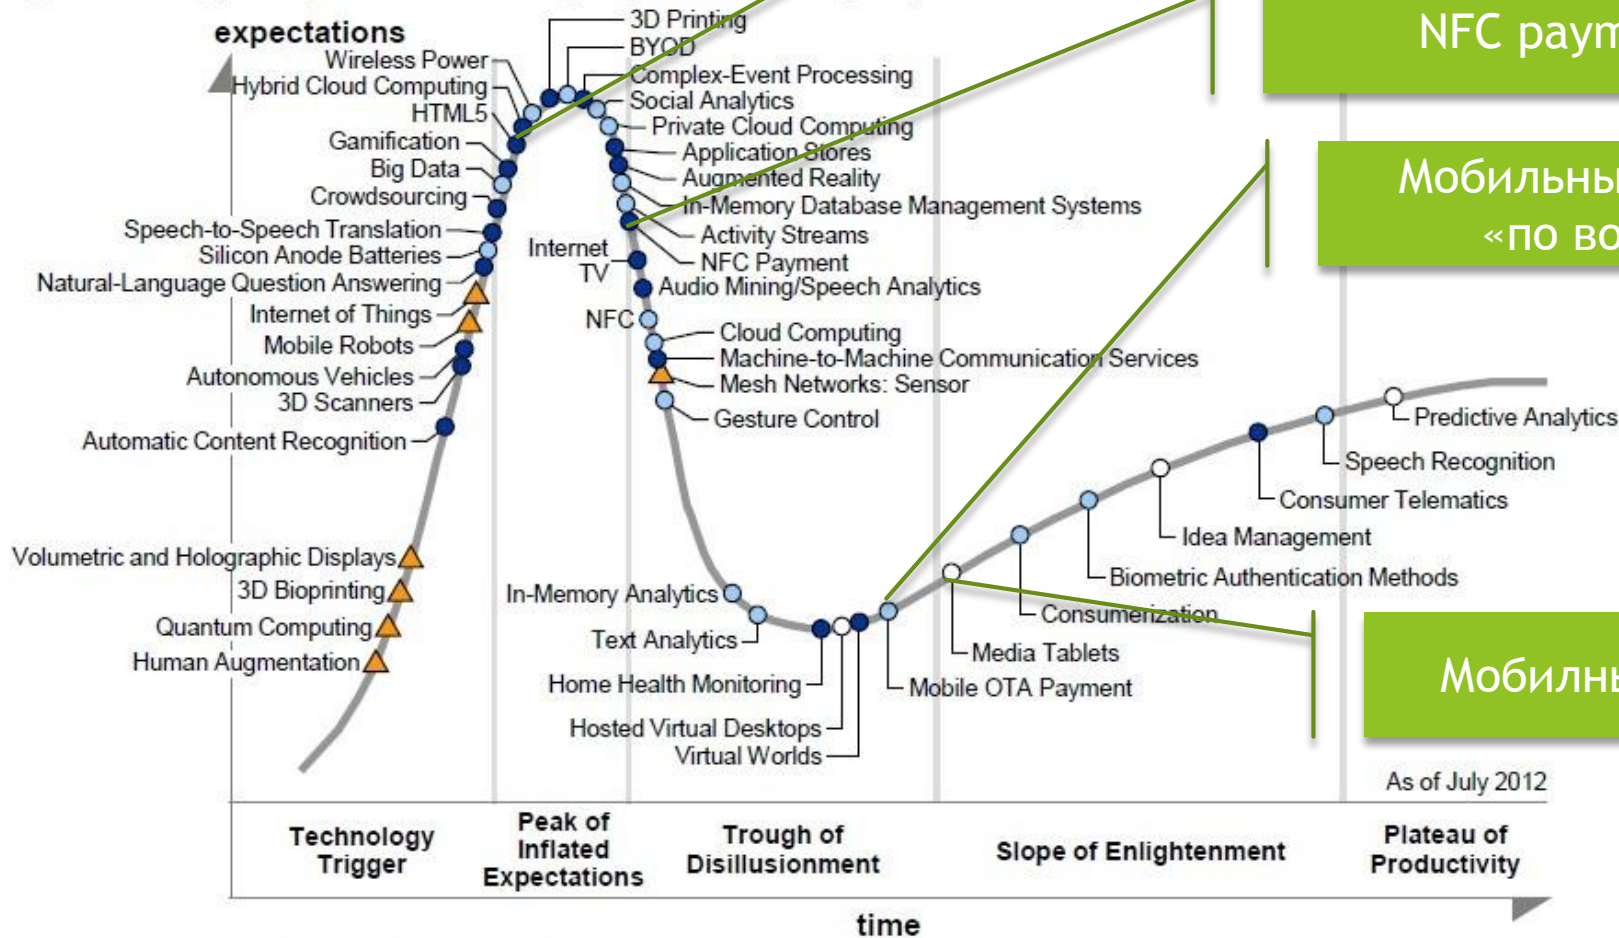 expectations
3D Printing
BYOD
Wireless Power
Complex-Event Processing
Hybrid Cloud Computing
Social Analytics
HTML5
Private Cloud Computing
Gamification
Application Stores
Big Data
Augmented Reality
Crowdsourcing
In-Memory Database Management Systems
Speech-to-Speech Translation
Activity Streams
Silicon Anode Batteries
NFC Payment
Natural-Language Question Answering
Internet
TV
Audio Mining/Speech Analytics
Internet of Things
NFC
Mobile Robots
Cloud Computing
Autonomous Vehicles
Machine-to-Machine Communication Services
3D Scanners
Mesh Networks: Sensor
Automatic Content Recognition
Gesture Control
Volumetric and Holographic Displays
3D Bioprinting
Quantum Computing
Human Augmentation
In-Memory Analytics
Text Analytics
Home Health Monitoring
Hosted Virtual Desktops
Virtual Worlds
Mobile OTA Payment
Media Tablets
Consumerization
Biometric Authentication Methods
Idea Management
Consumer Telematics
Speech Recognition
Predictive Analytics
NFC paym
Мобильны
«по во
Мобилны
As of July 2012
Technology
Trigger
Peak of
Inflated
Expectations
Trough of
Disillusionment
Slope of Enlightenment
Plateau of
Productivity
time